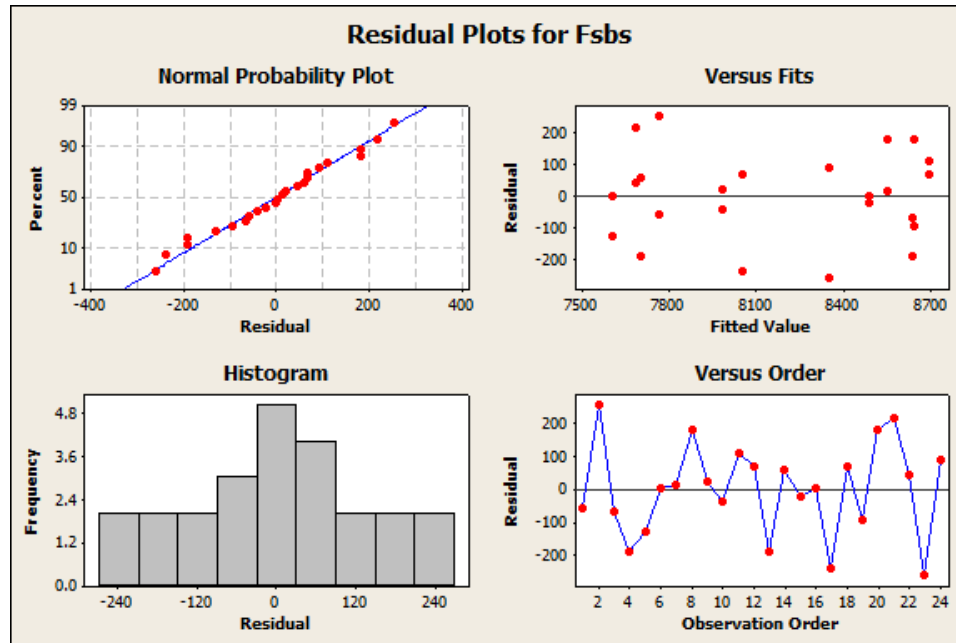 Residual Plots for Fsbs
Normal Probability Plot
99
90
50
10
1
Percent
-400 -200 0 200 400
Residual
Versus Fits
200
100
0
-100
-200
Residual
7500 7800 8100 8400 8700
Fitted Value
Histogram
4.8
3.6
2.4
1.2
0.0
Frequency
-240 -120 0 120 240
Residual
Versus Order
200
100
0
-100
-200
Residual
2 4 6 8 10 12 14 16 18 20 22 24
Observation Order